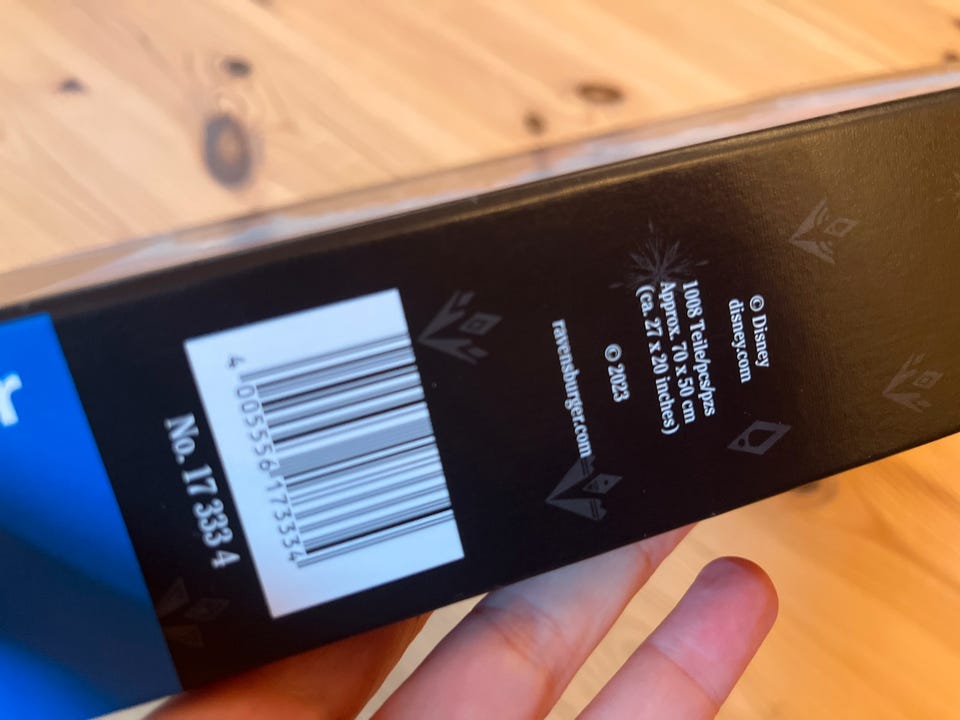 © Disney
disney.com
1008 Teile/pcs/pzs
Approx. 70 x 50 cm
(ca. 27 x 20 inches)
© 2023
ravensburger.com
4 005556 173334
No. 17 333 4
r